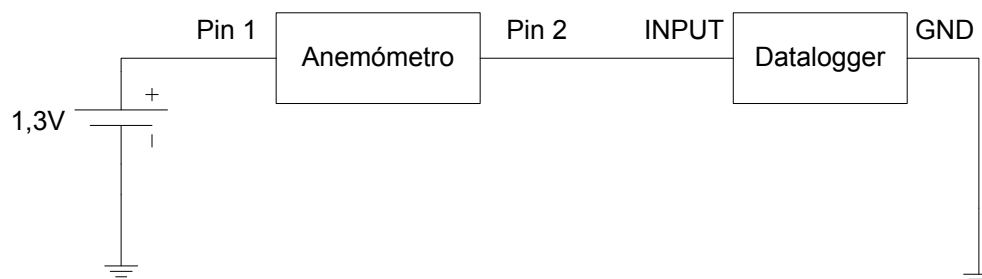 Pin 1
Anemómetro
Pin 2
INPUT
Datalogger
GND
+
1,3V
-